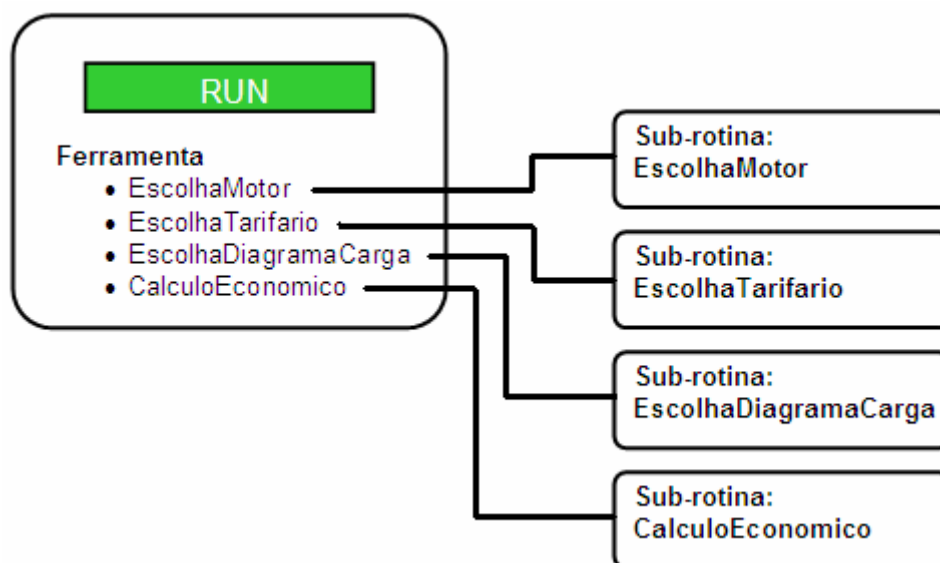 RUN
Ferramenta
• EscolhaMotor
• EscolhaTarifario
• EscolhaDiagramaCarga
• CalculoEconomico
Sub-rotina:
EscolhaMotor
Sub-rotina:
EscolhaTarifario
Sub-rotina:
EscolhaDiagramaCarga
Sub-rotina:
CalculoEconomico